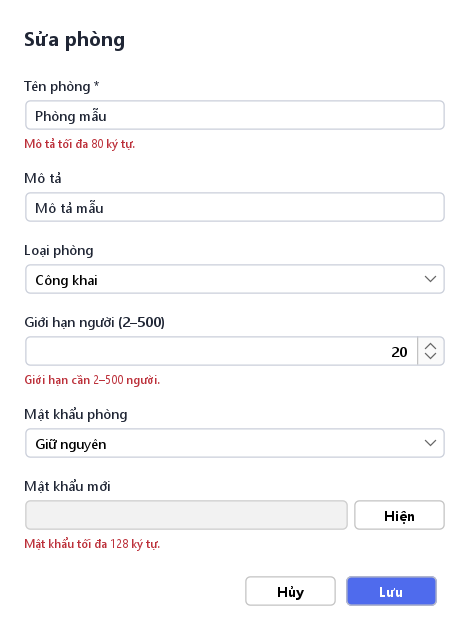 Sửa phòng
Tên phòng *
Phòng mẫu
Mô tả tối đa 80 ký tự.
Mô tả
Mô tả mẫu
Loại phòng
Công khai
Giới hạn người (2–500)
20
Giới hạn cần 2–500 người.
Mật khẩu phòng
Giữ nguyên
Mật khẩu mới
Hiện
Mật khẩu tối đa 128 ký tự.
Hủy Lưu